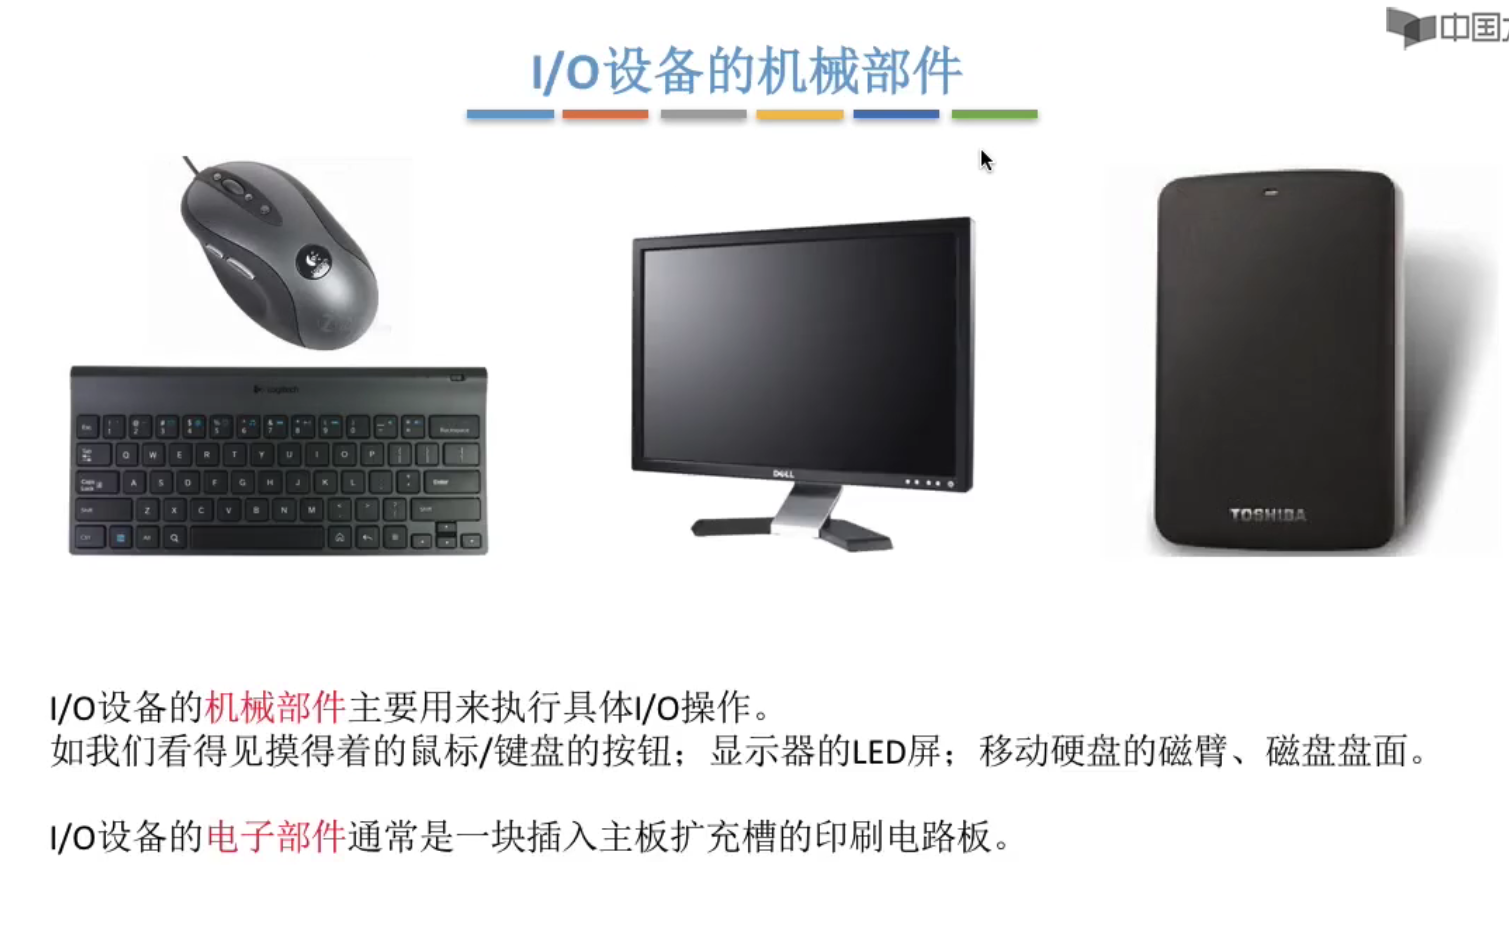 中国
I/O设备的机械部件
Logitech
DELL
TOSHIBA
I/O设备的机械部件主要用来执行具体I/O操作。
如我们看得见摸得着的鼠标/键盘的按钮；显示器的LED屏；移动硬盘的磁臂、磁盘盘面。
I/O设备的电子部件通常是一块插入主板扩充槽的印刷电路板。